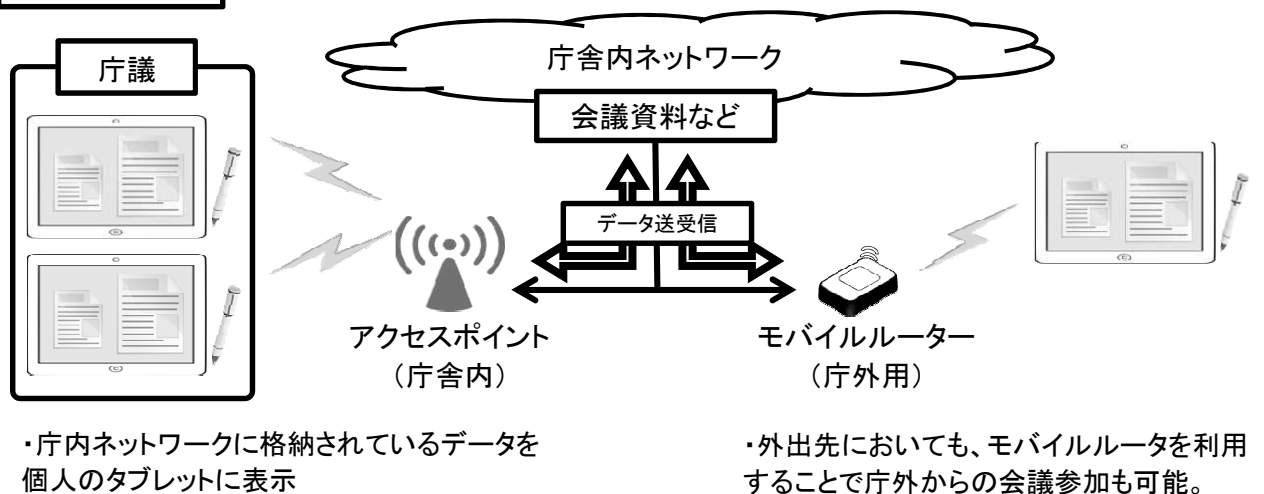 庁舎内ネットワーク
庁議
会議資料など
データ送受信
アクセスポイント
（庁舎内）
モバイルルーター
（庁外用）
・庁内ネットワークに格納されているデータを
個人のタブレットに表示
・外出先においても、モバイルルータを利用
することで庁外からの会議参加も可能。